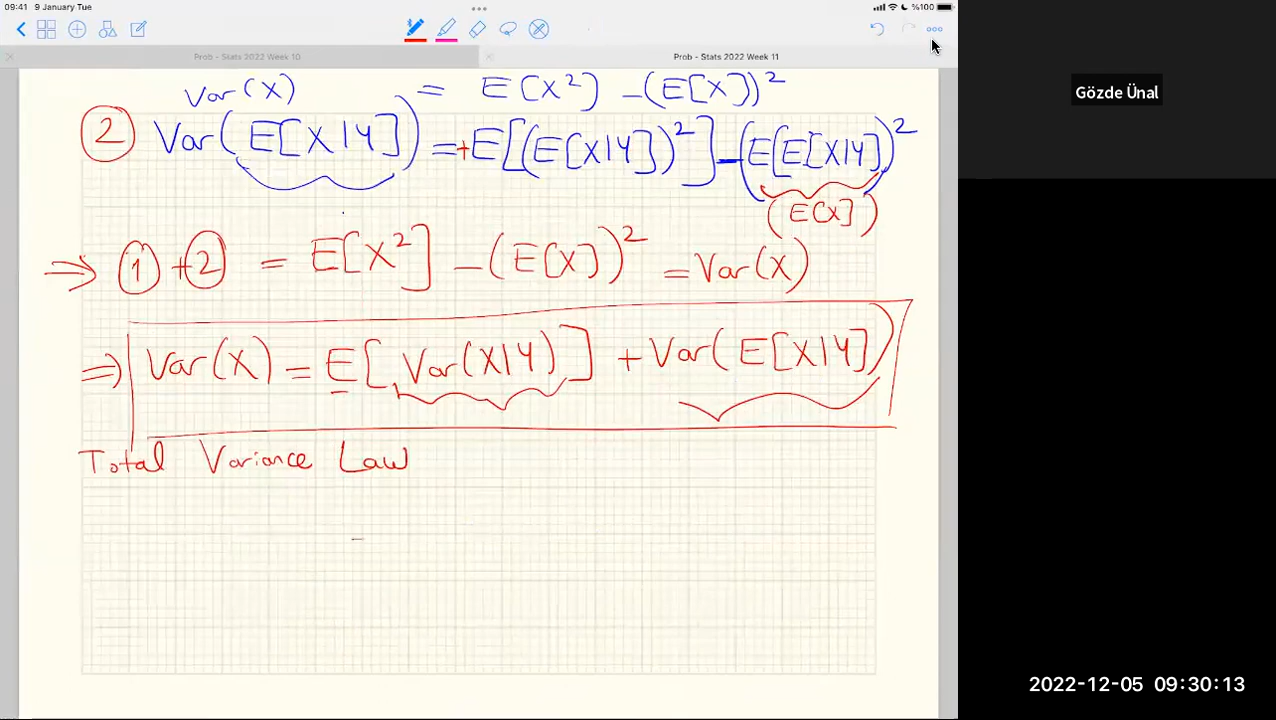 09:41 9 January Tue %100
Prob - Stats 2022 Week 10 Prob - Stats 2022 Week 11
Gözde Ünal
Var(X) = E[X²] - (E[X])²
② Var(E[X|Y]) = +E[(E[X|Y])²] - (E[E[X|Y]])²
(E[X])
⇒ ① + ② = E[X²] - (E[X])² = Var(X)
⇒ Var(X) = E[Var(X|Y)] + Var(E[X|Y])
Total Variance Law
2022-12-05 09:30:13